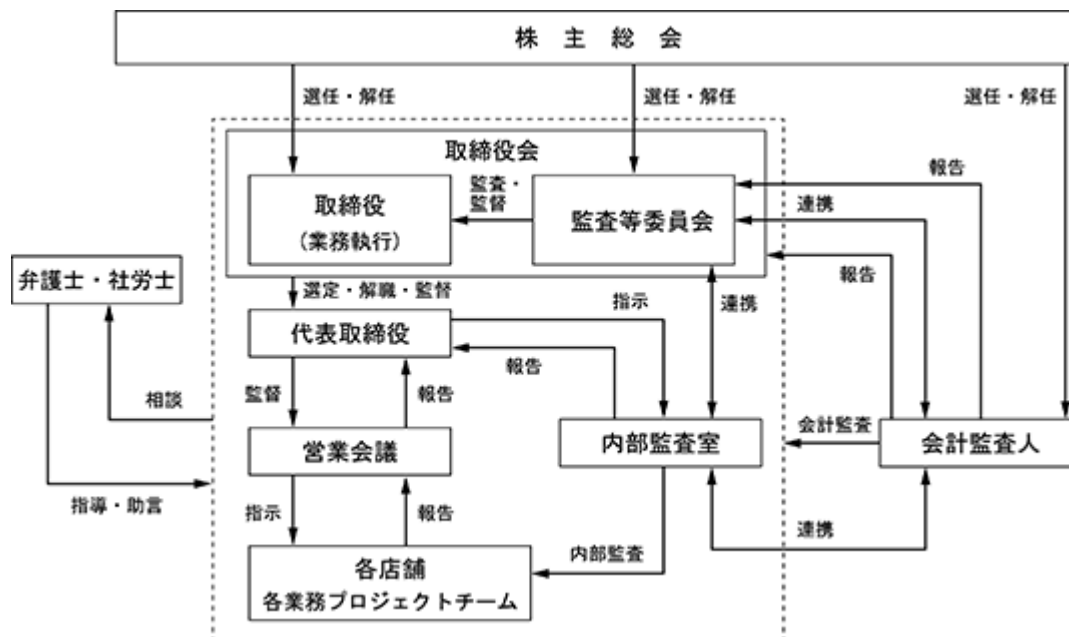 株主総会
選任・解任
選任・解任
選任・解任
取締役会
取締役
(業務執行)
監査・
監督
監査等委員会
報告
連携
報告
弁護士・社労士
選定・解職・監督
代表取締役
指示
連携
報告
監督
報告
相談
営業会議
内部監査室
会計監査
会計監査人
指導・助言
指示
報告
内部監査
連携
各店舗
各業務プロジェクトチーム